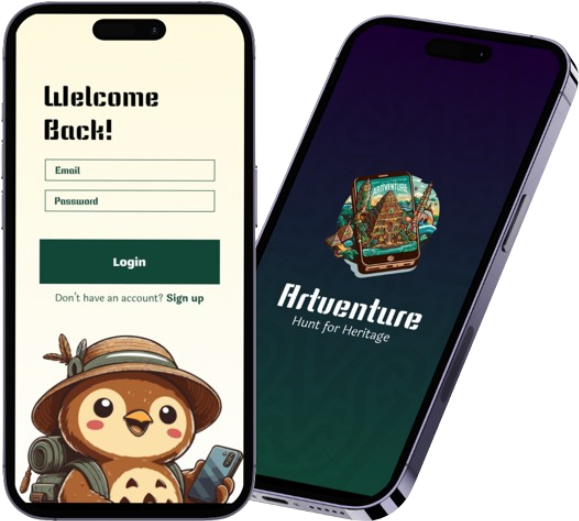 Welcome
Back!
Email
Password
Login
Don't have an account? Sign up
ARTVENTURE
Artventure
Hunt for Heritage